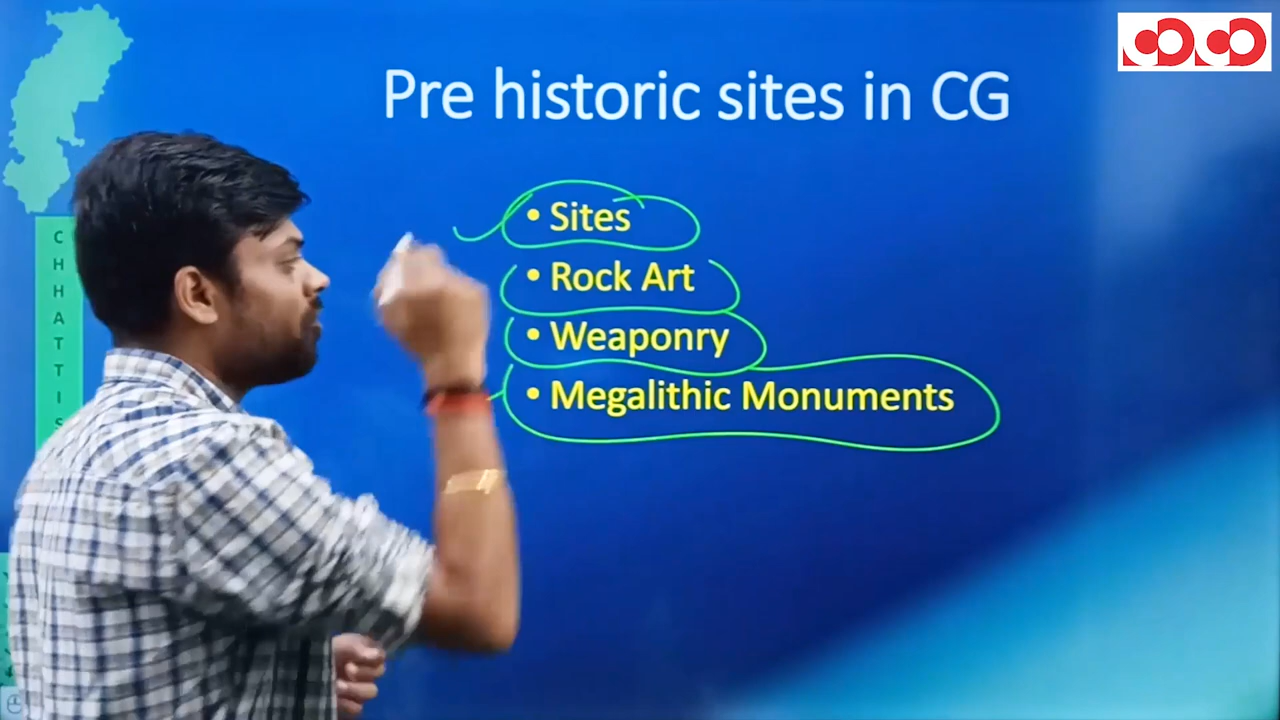 Pre historic sites in CG
• Sites
• Rock Art
• Weaponry
• Megalithic Monuments
C
H
H
A
T
T
I
S